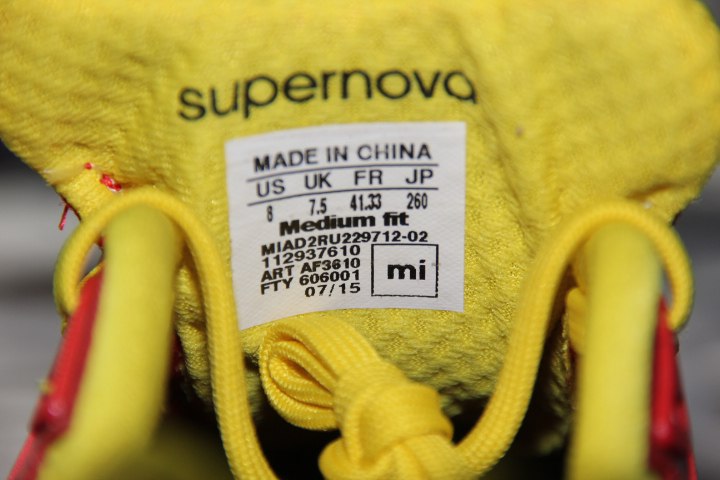 supernova
MADE IN CHINA
US UK FR JP
8 7.5 41.33 260
Medium fit
MIAD2RU229712-02
112937610
ART AF3610
FTY 606001
07/15
mi